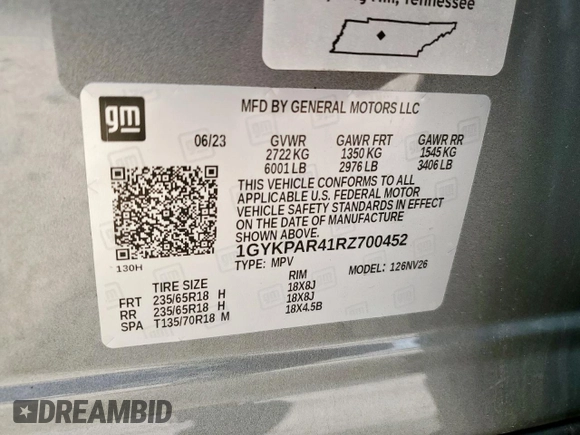 Hill, Tennessee
gm
MFD BY GENERAL MOTORS LLC
06/23 GVWR GAWR FRT GAWR RR
2722 KG 1350 KG 1545 KG
6001 LB 2976 LB 3406 LB
THIS VEHICLE CONFORMS TO ALL
APPLICABLE U.S. FEDERAL MOTOR
VEHICLE SAFETY STANDARDS IN EFFECT
ON THE DATE OF MANUFACTURE
SHOWN ABOVE.
1GYKPAR41RZ700452
TYPE: MPV MODEL: 126NV26
130H
TIRE SIZE RIM
FRT 235/65R18 H 18X8J
RR 235/65R18 H 18X8J
SPA T135/70R18 M 18X4.5B
DREAMBID